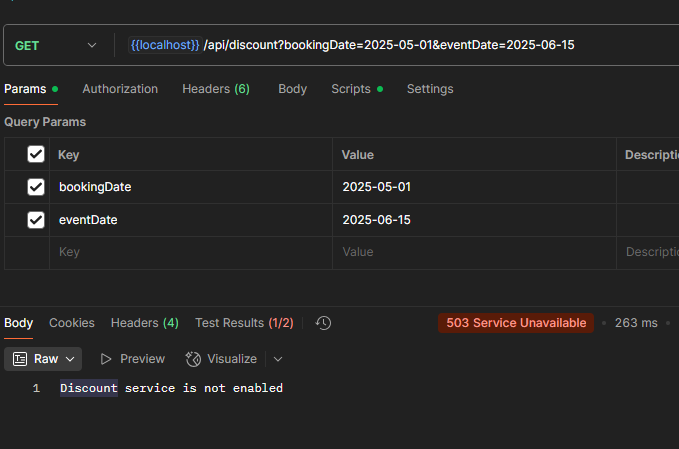 GET {{localhost}} /api/discount?bookingDate=2025-05-01&eventDate=2025-06-15
Params Authorization Headers (6) Body Scripts Settings
Query Params
Key Value Descripti
bookingDate 2025-05-01
eventDate 2025-06-15
Key Value Descripti
Body Cookies Headers (4) Test Results (1/2) 503 Service Unavailable 263 ms
Raw Preview Visualize
1 Discount service is not enabled